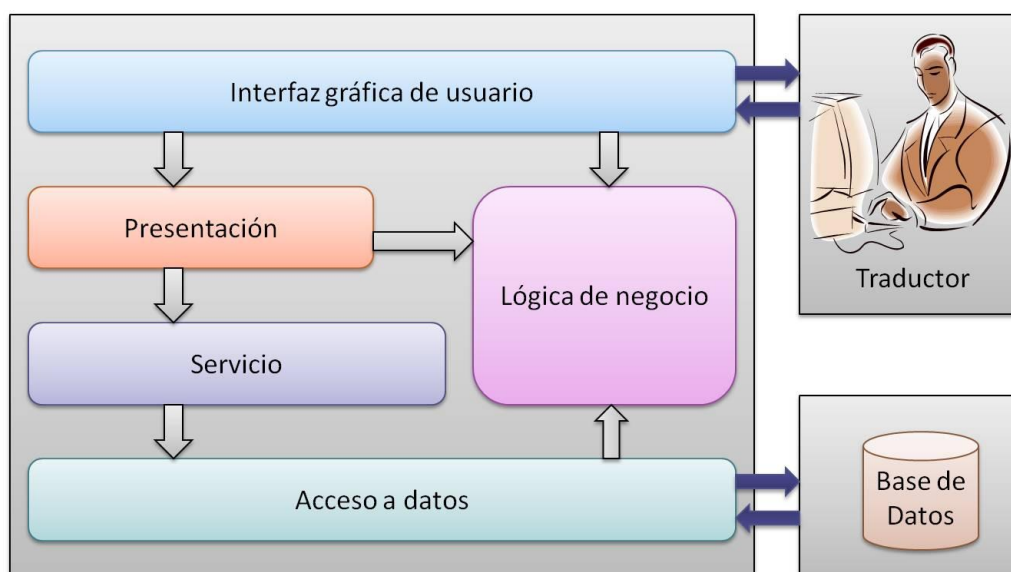 Interfaz gráfica de usuario
Presentación
Lógica de negocio
Traductor
Servicio
Acceso a datos
Base de
Datos